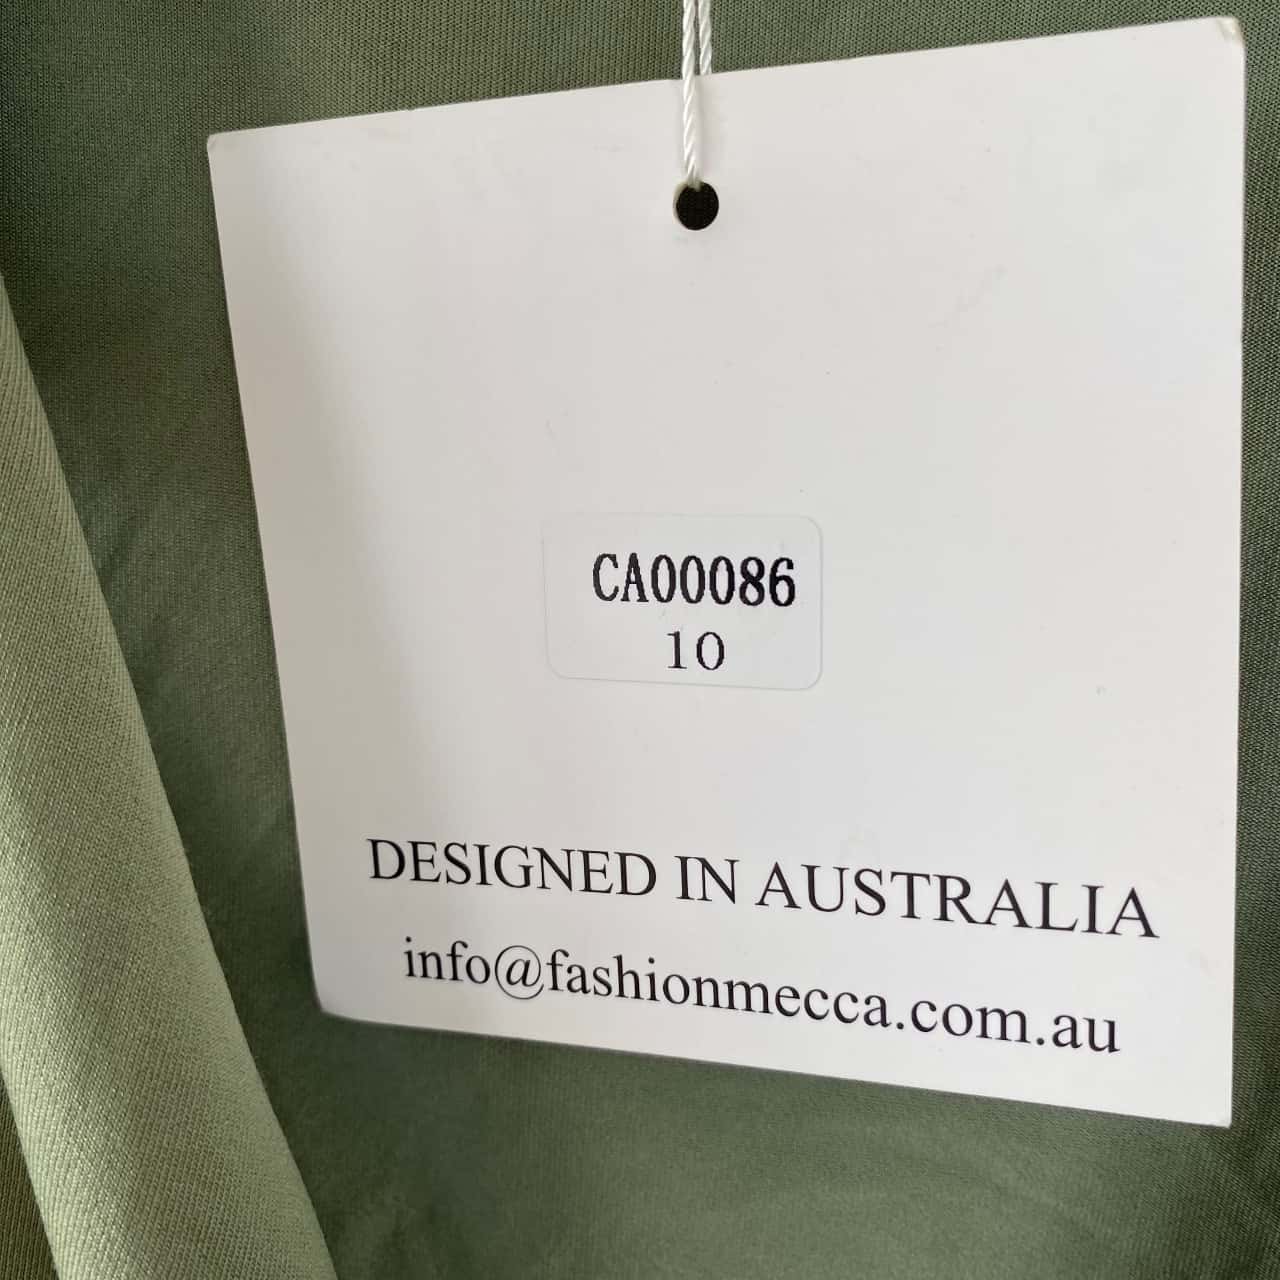 CA00086
10
DESIGNED IN AUSTRALIA
info@fashionmecca.com.au